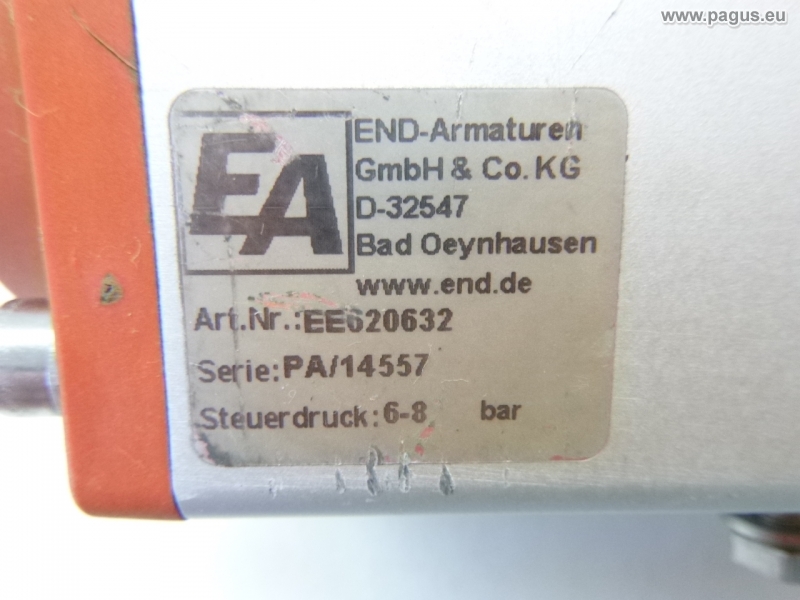 www.pagus.eu
EA
END-Armaturen
GmbH & Co. KG
D-32547
Bad Oeynhausen
www.end.de
Art.Nr.:EE620632
Serie:PA/14557
Steuerdruck:6-8 bar